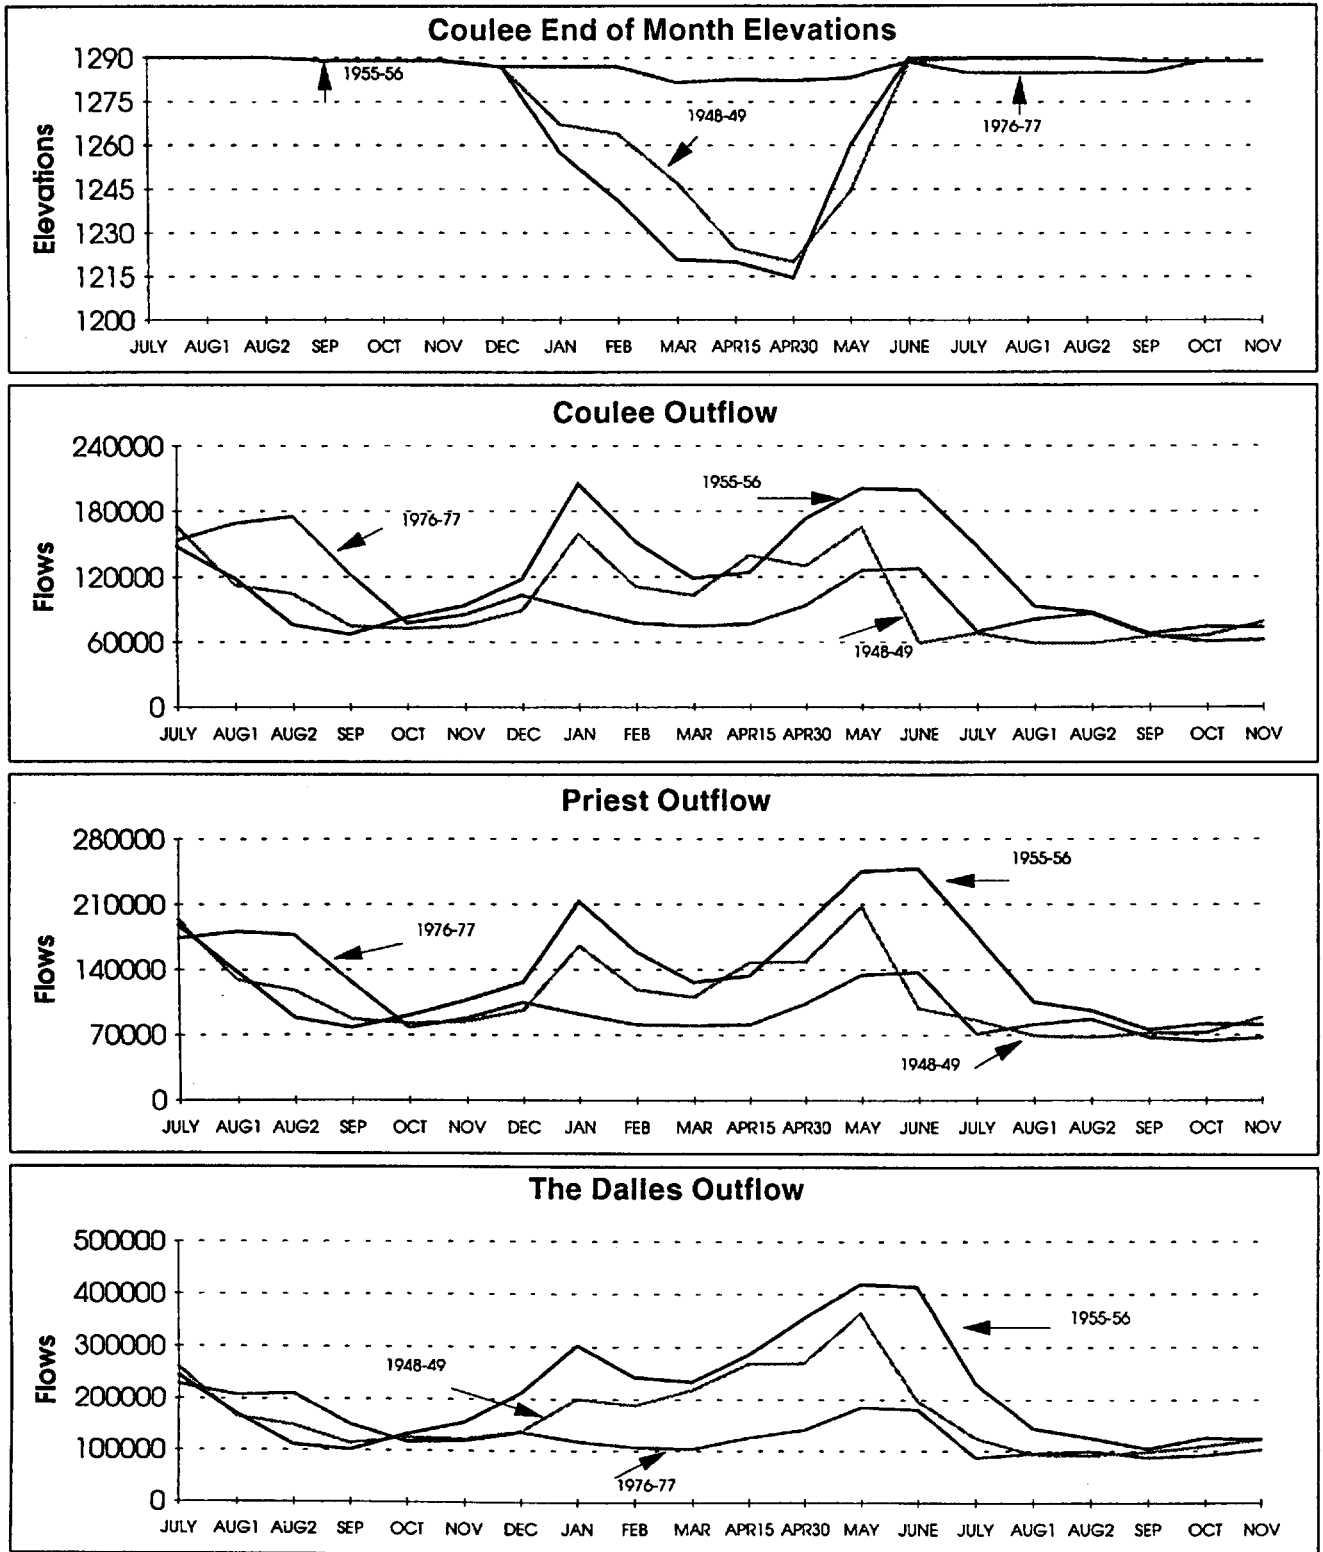 Coulee End of Month Elevations
Elevations
1290
1275
1260
1245
1230
1215
1200
1955-56
1948-49
1976-77
JULY AUG1 AUG2 SEP OCT NOV DEC JAN FEB MAR APR15 APR30 MAY JUNE JULY AUG1 AUG2 SEP OCT NOV
Coulee Outflow
Flows
240000
180000
120000
60000
0
1955-56
1976-77
1948-49
JULY AUG1 AUG2 SEP OCT NOV DEC JAN FEB MAR APR15 APR30 MAY JUNE JULY AUG1 AUG2 SEP OCT NOV
Priest Outflow
Flows
280000
210000
140000
70000
0
1955-56
1976-77
1948-49
JULY AUG1 AUG2 SEP OCT NOV DEC JAN FEB MAR APR15 APR30 MAY JUNE JULY AUG1 AUG2 SEP OCT NOV
The Dalles Outflow
Flows
500000
400000
300000
200000
100000
0
1955-56
1948-49
1976-77
JULY AUG1 AUG2 SEP OCT NOV DEC JAN FEB MAR APR15 APR30 MAY JUNE JULY AUG1 AUG2 SEP OCT NOV